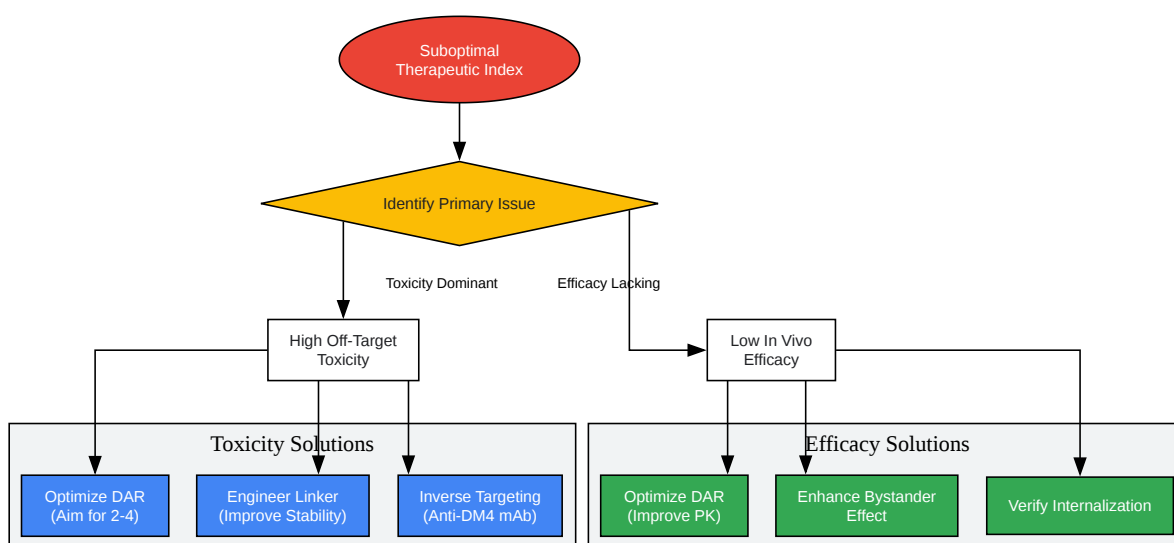 Suboptimal
Therapeutic Index
Identify Primary Issue
Toxicity Dominant
Efficacy Lacking
High Off-Target
Toxicity
Low In Vivo
Efficacy
Toxicity Solutions
Efficacy Solutions
Optimize DAR
(Aim for 2-4)
Engineer Linker
(Improve Stability)
Inverse Targeting
(Anti-DM4 mAb)
Optimize DAR
(Improve PK)
Enhance Bystander
Effect
Verify Internalization